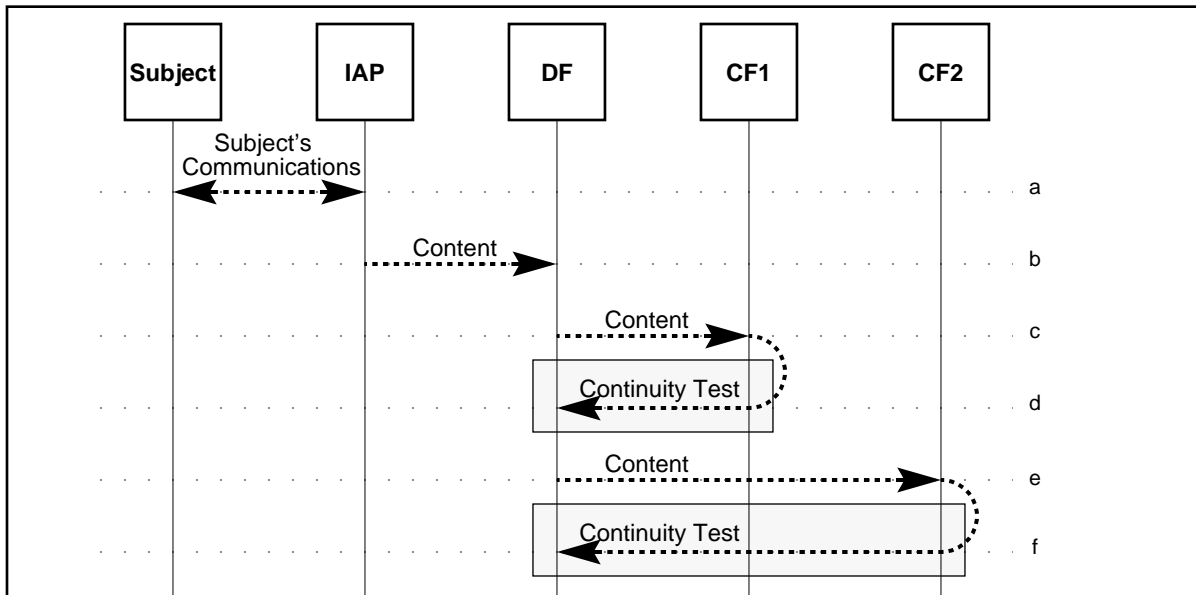 Subject IAP DF CF1 CF2
Subject's
Communications
a
Content
b
Content
c
Continuity Test
d
Content
e
Continuity Test
f